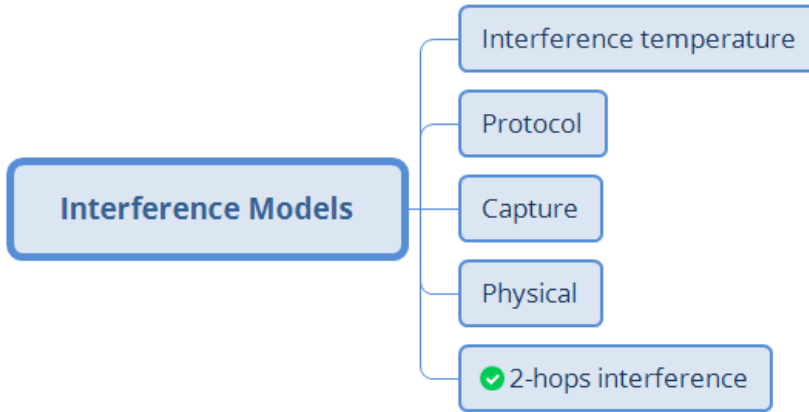 Interference Models
Interference temperature
Protocol
Capture
Physical
2-hops interference